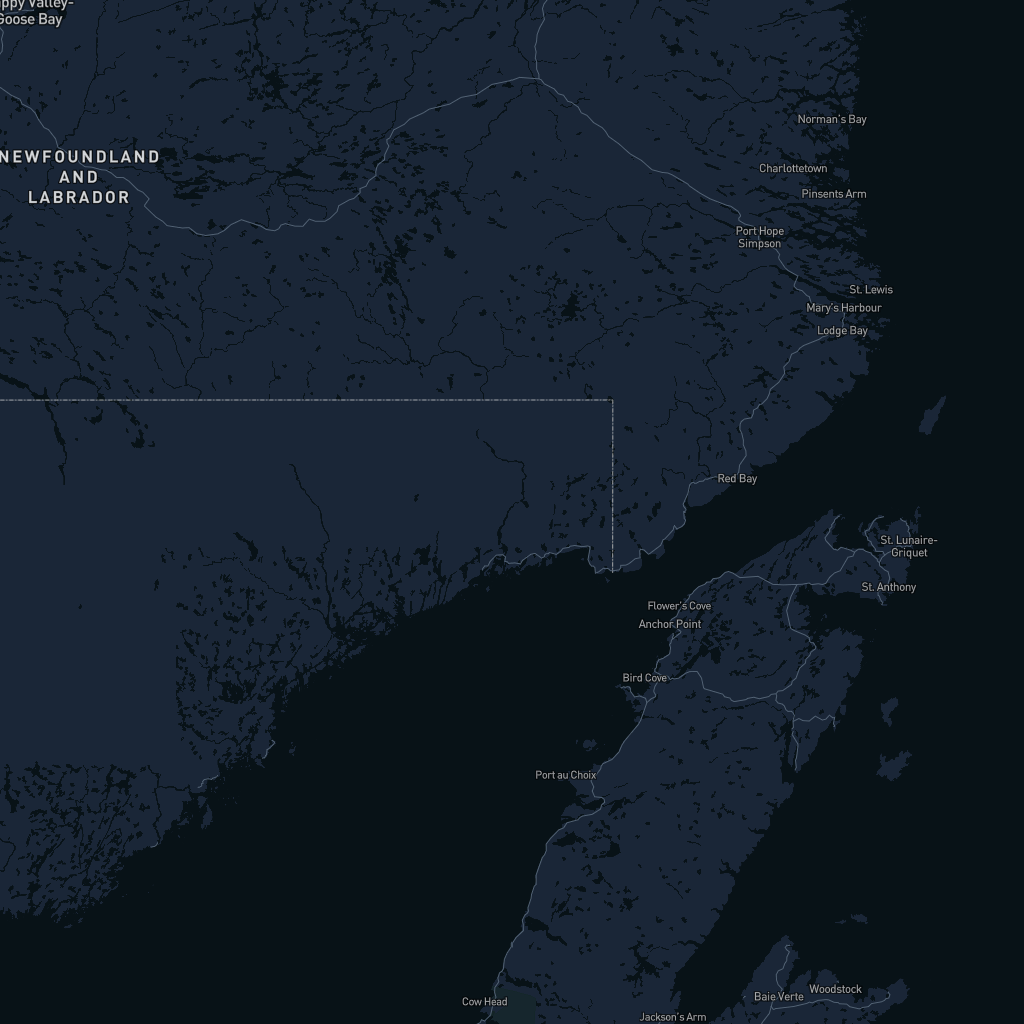 Goose Bay
Norman's Bay
NEWFOUNDLAND
AND
LABRADOR
Charlottetown
Pinsents Arm
Port Hope
Simpson
St. Lewis
Mary's Harbour
Lodge Bay
Red Bay
St. Lunaire-
Griquet
St. Anthony
Flower's Cove
Anchor Point
Bird Cove
Port au Choix
Cow Head
Baie Verte
Woodstock
Jackson's Arm